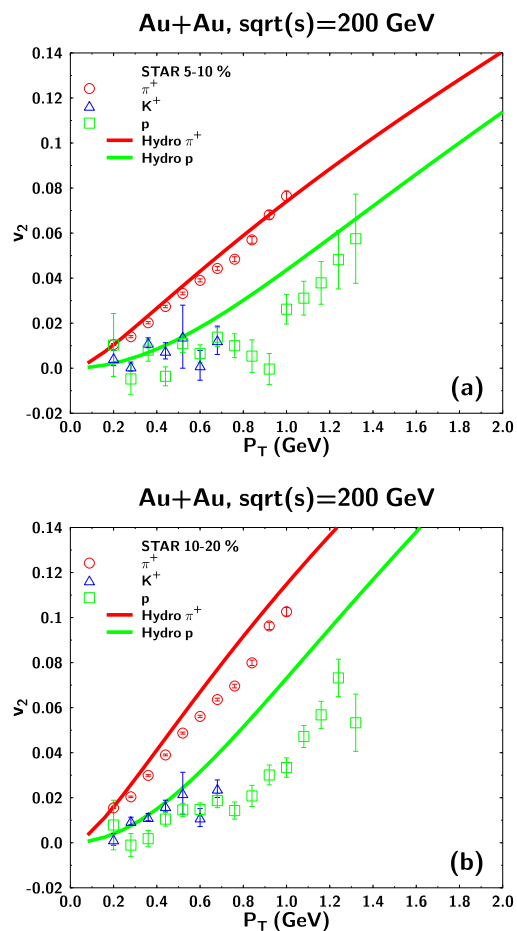 Au+Au, sqrt(s)=200 GeV
0.14
0.12
0.1
0.08
0.06
0.04
0.02
0.0
-0.02
v2
STAR 5-10 %
π+
K+
p
Hydro π+
Hydro p
(a)
0.0 0.2 0.4 0.6 0.8 1.0 1.2 1.4 1.6 1.8 2.0
PT (GeV)
Au+Au, sqrt(s)=200 GeV
0.14
0.12
0.1
0.08
0.06
0.04
0.02
0.0
-0.02
v2
STAR 10-20 %
π+
K+
p
Hydro π+
Hydro p
(b)
0.0 0.2 0.4 0.6 0.8 1.0 1.2 1.4 1.6 1.8 2.0
PT (GeV)